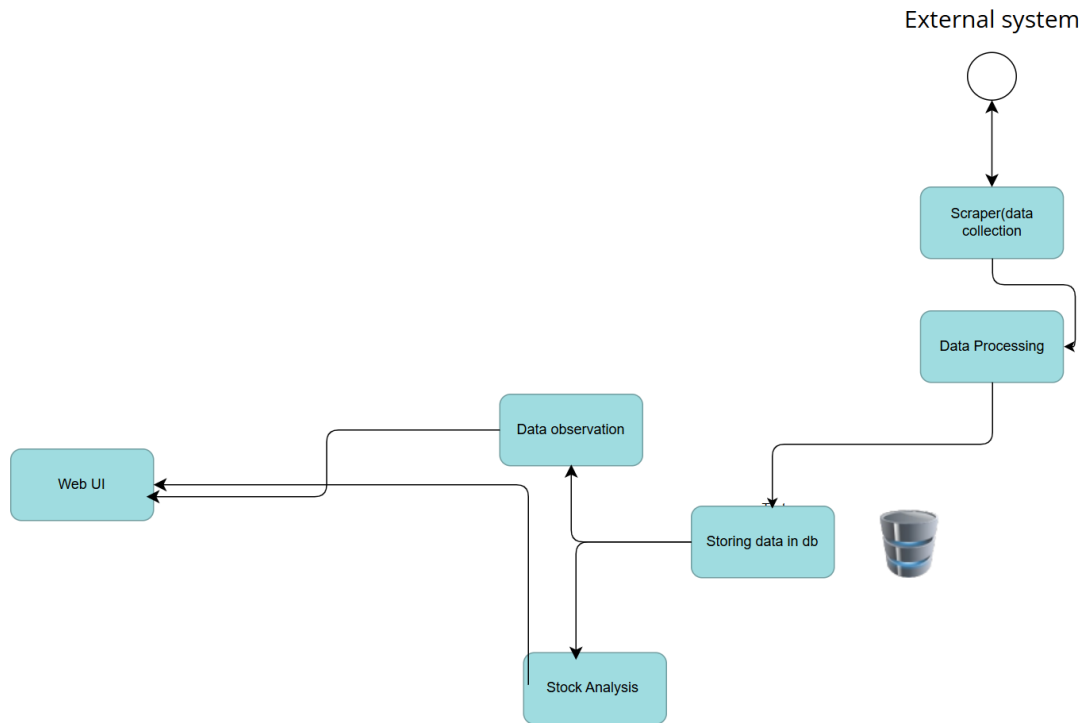 External system
Scraper(data
collection
Data Processing
Data observation
Web UI
Storing data in db
Stock Analysis